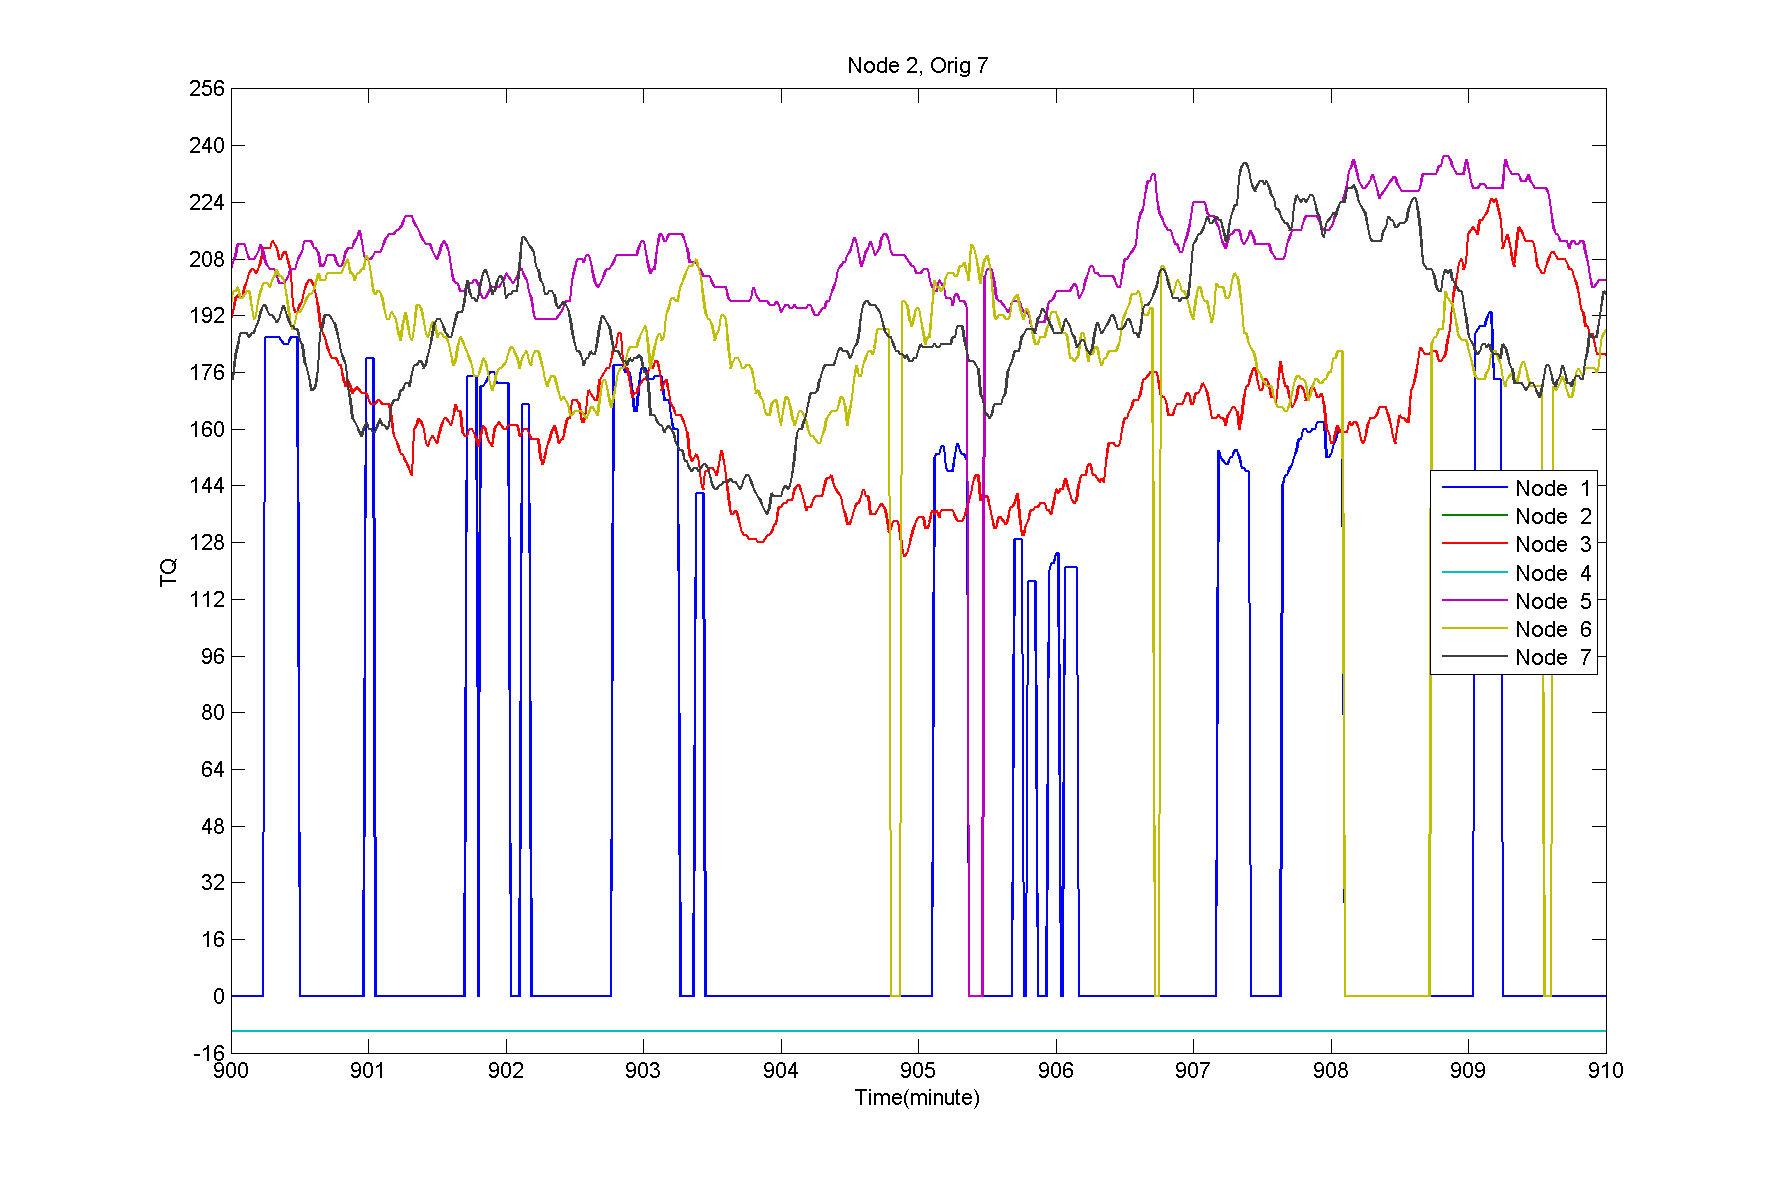 Node 2, Orig 7
256
240
224
208
192
176
160
144
128
112
96
80
64
48
32
16
0
-16
TQ
900 901 902 903 904 905 906 907 908 909 910
Time(minute)
Node 1
Node 2
Node 3
Node 4
Node 5
Node 6
Node 7